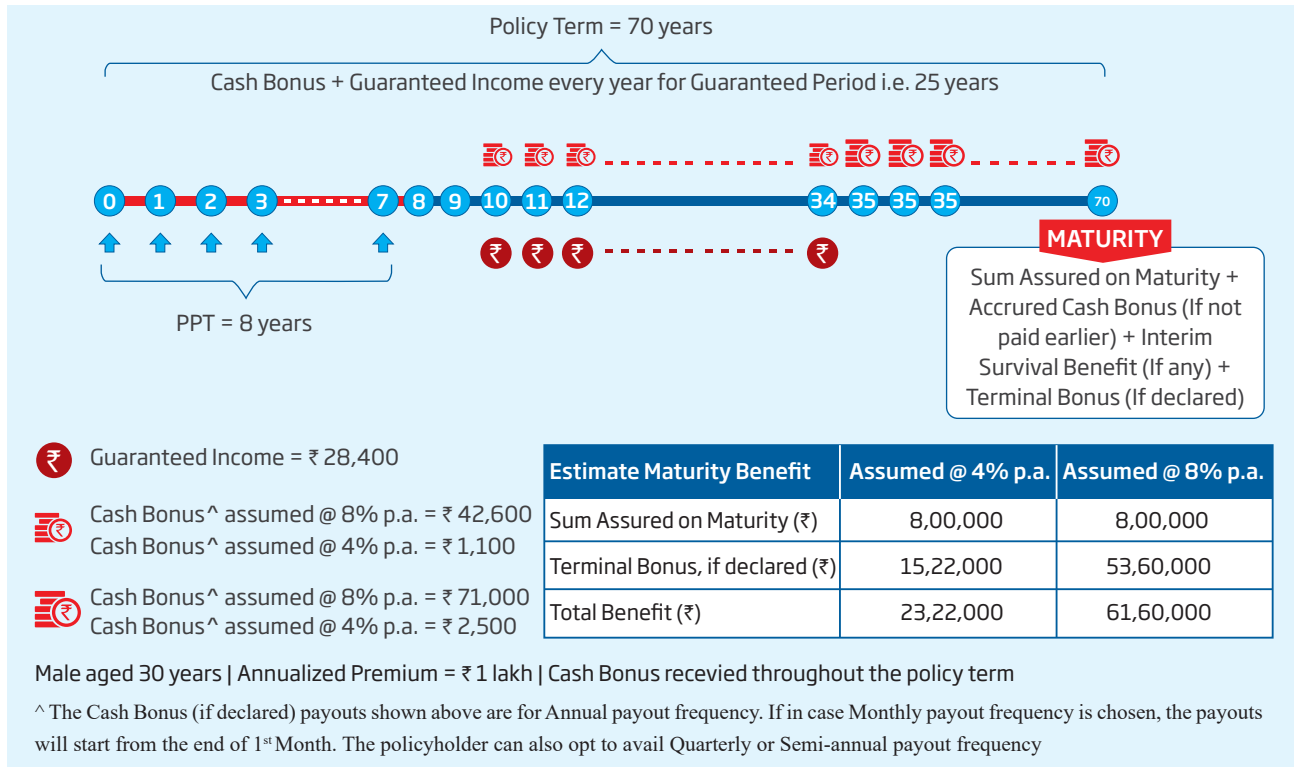 Policy Term = 70 years
Cash Bonus + Guaranteed Income every year for Guaranteed Period i.e. 25 years
0 1 2 3 7 8 9 10 11 12 34 35 35 35 70
PPT = 8 years
MATURITY
Sum Assured on Maturity +
Accrured Cash Bonus (If not
paid earlier) + Interim
Survival Benefit (If any) +
Terminal Bonus (If declared)
₹ Guaranteed Income = ₹ 28,400
₹ Cash Bonus^ assumed @ 8% p.a. = ₹ 42,600
Cash Bonus^ assumed @ 4% p.a. = ₹ 1,100
₹ Cash Bonus^ assumed @ 8% p.a. = ₹ 71,000
Cash Bonus^ assumed @ 4% p.a. = ₹ 2,500
Estimate Maturity Benefit Assumed @ 4% p.a. Assumed @ 8% p.a.
Sum Assured on Maturity (₹) 8,00,000 8,00,000
Terminal Bonus, if declared (₹) 15,22,000 53,60,000
Total Benefit (₹) 23,22,000 61,60,000
Male aged 30 years | Annualized Premium = ₹ 1 lakh | Cash Bonus recevied throughout the policy term
^ The Cash Bonus (if declared) payouts shown above are for Annual payout frequency. If in case Monthly payout frequency is chosen, the payouts
will start from the end of 1st Month. The policyholder can also opt to avail Quarterly or Semi-annual payout frequency